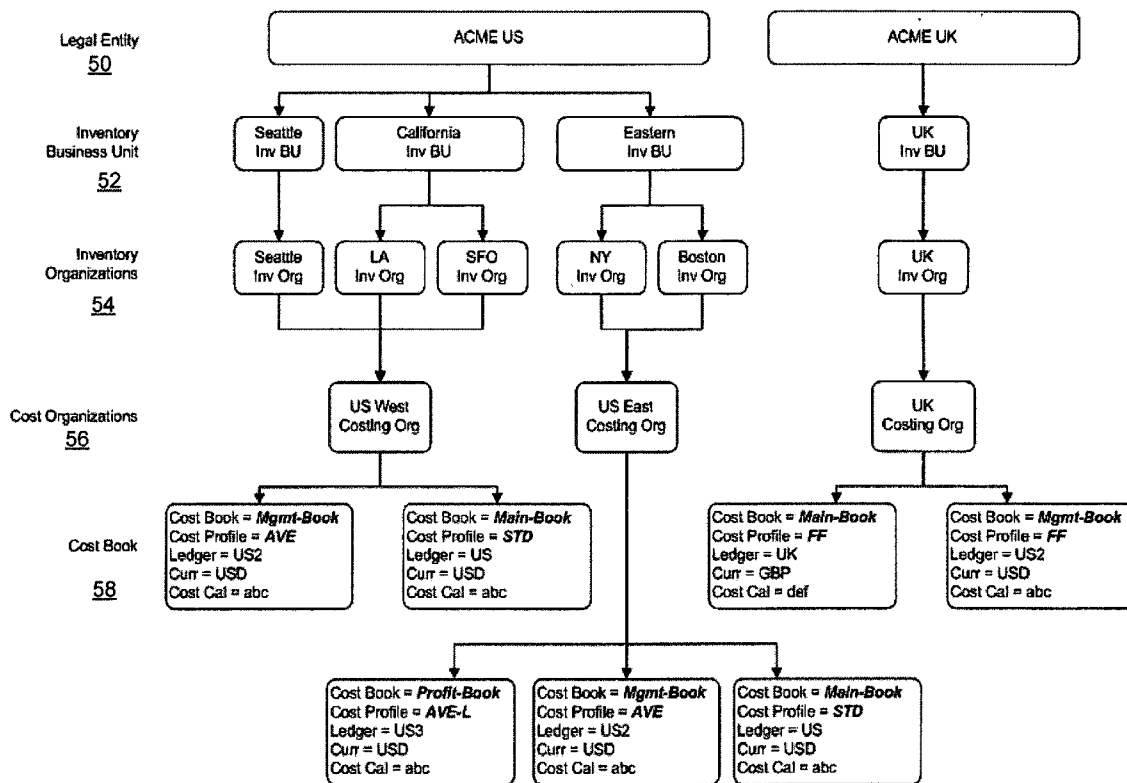 Legal Entity
50
ACME US
ACME UK
Inventory
Business Unit
52
Seattle
Inv BU
California
Inv BU
Eastern
Inv BU
UK
Inv BU
Inventory
Organizations
54
Seattle
Inv Org
LA
Inv Org
SFO
Inv Org
NY
Inv Org
Boston
Inv Org
UK
Inv Org
Cost Organizations
56
US West
Costing Org
US East
Costing Org
UK
Costing Org
Cost Book
58
Cost Book = Mgmt-Book
Cost Profile = AVE
Ledger = US2
Curr = USD
Cost Cal = abc
Cost Book = Main-Book
Cost Profile = STD
Ledger = US
Curr = USD
Cost Cal = abc
Cost Book = Main-Book
Cost Profile = FF
Ledger = UK
Curr = GBP
Cost Cal = def
Cost Book = Mgmt-Book
Cost Profile = FF
Ledger = US2
Curr = USD
Cost Cal = abc
Cost Book = Profit-Book
Cost Profile = AVE-L
Ledger = US3
Curr = USD
Cost Cal = abc
Cost Book = Mgmt-Book
Cost Profile = AVE
Ledger = US2
Curr = USD
Cost Cal = abc
Cost Book = Main-Book
Cost Profile = STD
Ledger = US
Curr = USD
Cost Cal = abc